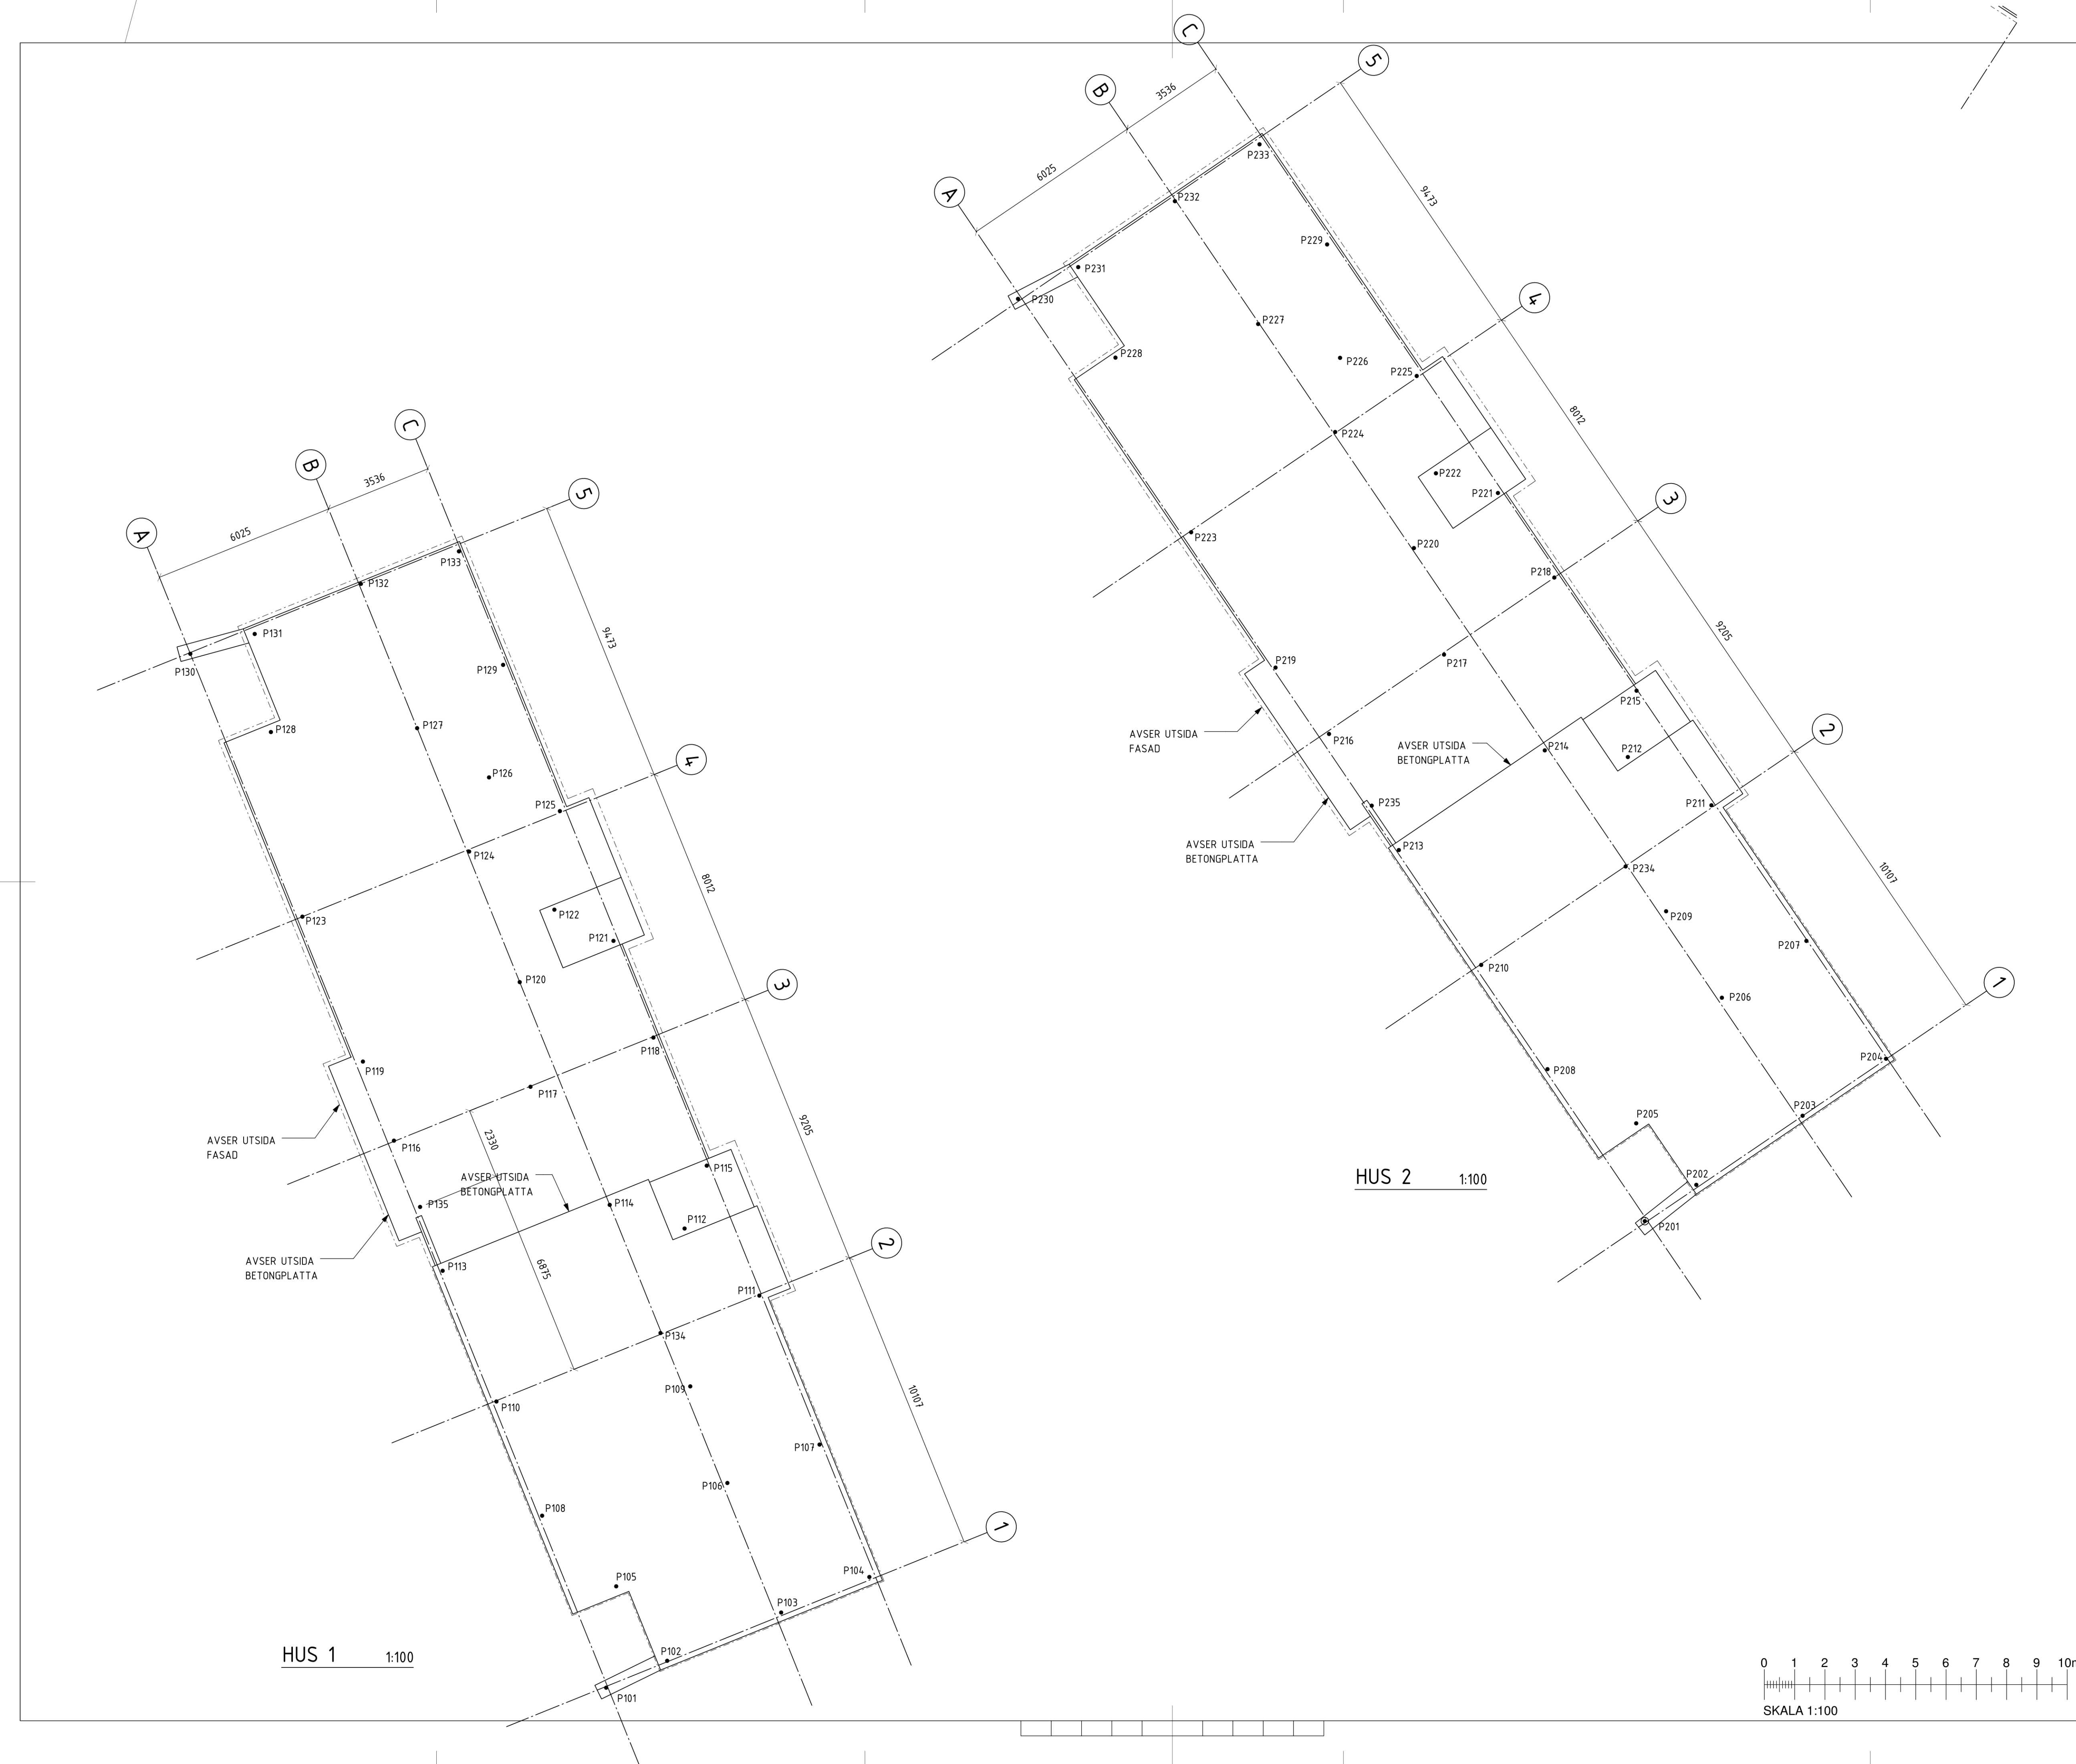 C
5
B
3536
P233
6025
A
P232
9473
P229
P231
P230
4
P227
P228
P226
P225
8012
P224
P222
3
P221
P223
P220
P218
9205
P219
P217
P215
2
AVSER UTSIDA
FASAD
P216
AVSER UTSIDA
BETONGPLATTA
P214
P212
P235
P211
AVSER UTSIDA
BETONGPLATTA
P213
P234
10107
P209
P207
P210
1
P206
P208
P204
P205
P203
P202
P201
HUS 2 1:100
C
B
3536
5
A
6025
P133
P132
P131
9473
P130
P129
P128
P127
4
P126
P125
P124
8012
P122
P123
P121
3
P120
P118
P119
P117
9205
AVSER UTSIDA
FASAD
2330
P116
P115
AVSER UTSIDA
BETONGPLATTA
P135
P114
P112
2
AVSER UTSIDA
BETONGPLATTA
P113
6875
P111
P134
P109
10107
P110
P107
P106
P108
1
P105
P104
P103
P102
P101
HUS 1 1:100
0 1 2 3 4 5 6 7 8 9
SKALA 1:100